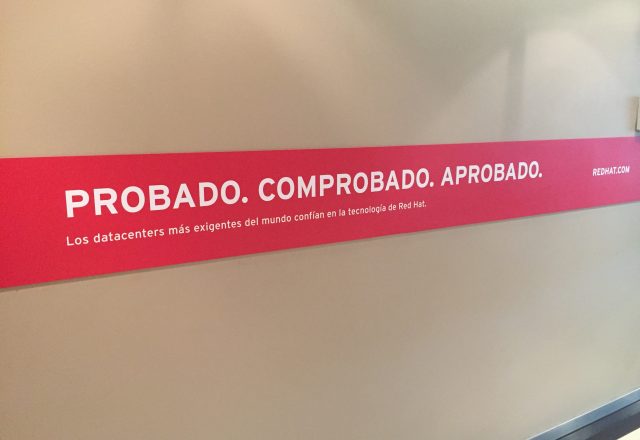 PROBADO. COMPROBADO. APROBADO.
Los datacenters más exigentes del mundo confían en la tecnología de Red Hat.
REDHAT.COM